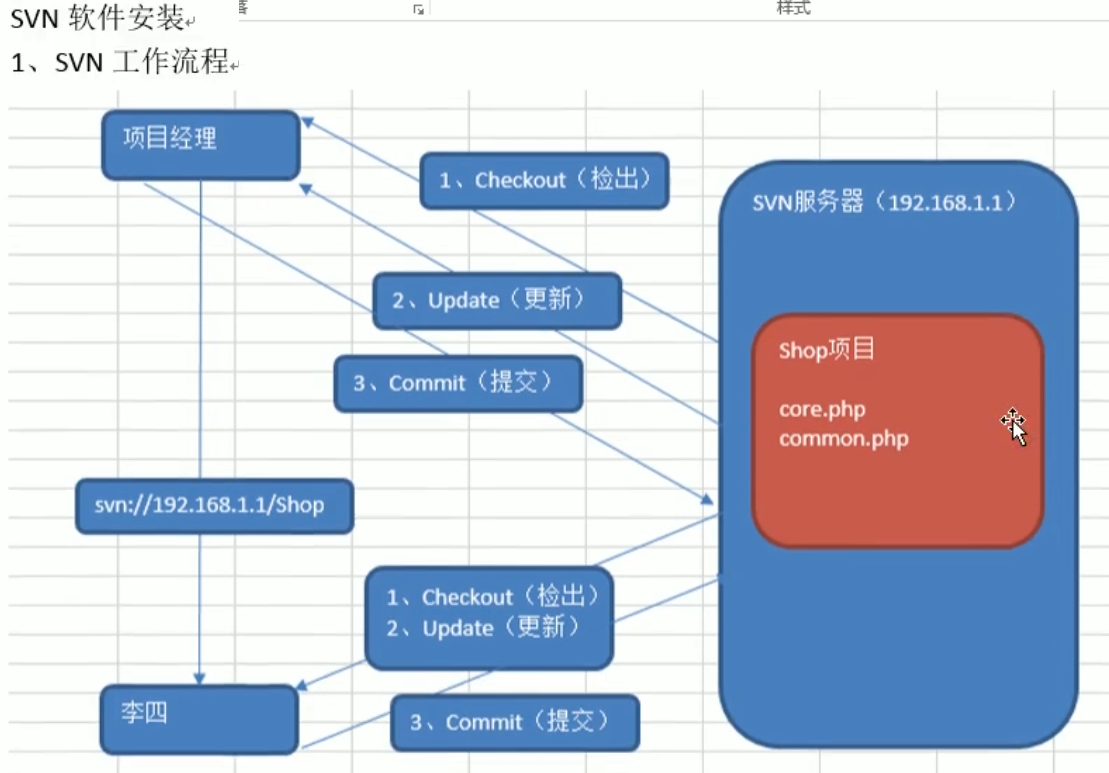 样式
SVN 软件安装
1、SVN 工作流程
项目经理
1、Checkout（检出）
SVN服务器（192.168.1.1）
2、Update（更新）
Shop项目
3、Commit（提交）
core.php
common.php
svn://192.168.1.1/Shop
1、Checkout（检出）
2、Update（更新）
李四
3、Commit（提交）